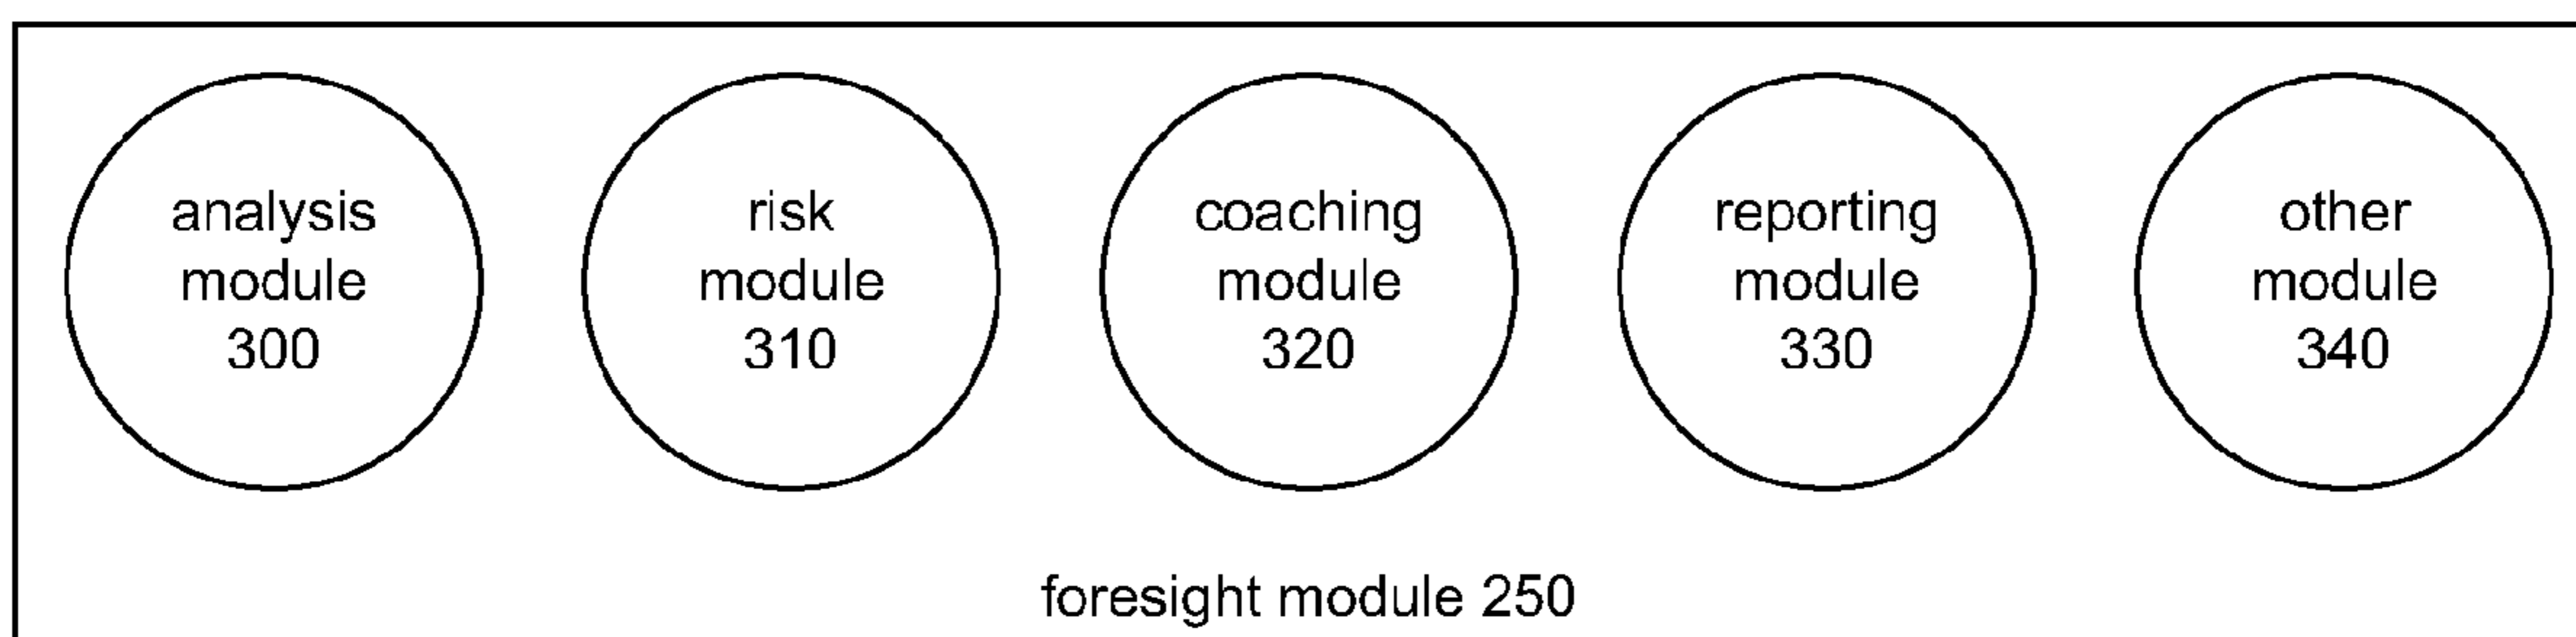 analysis
module
300
risk
module
310
coaching
module
320
reporting
module
330
other
module
340
foresight module 250